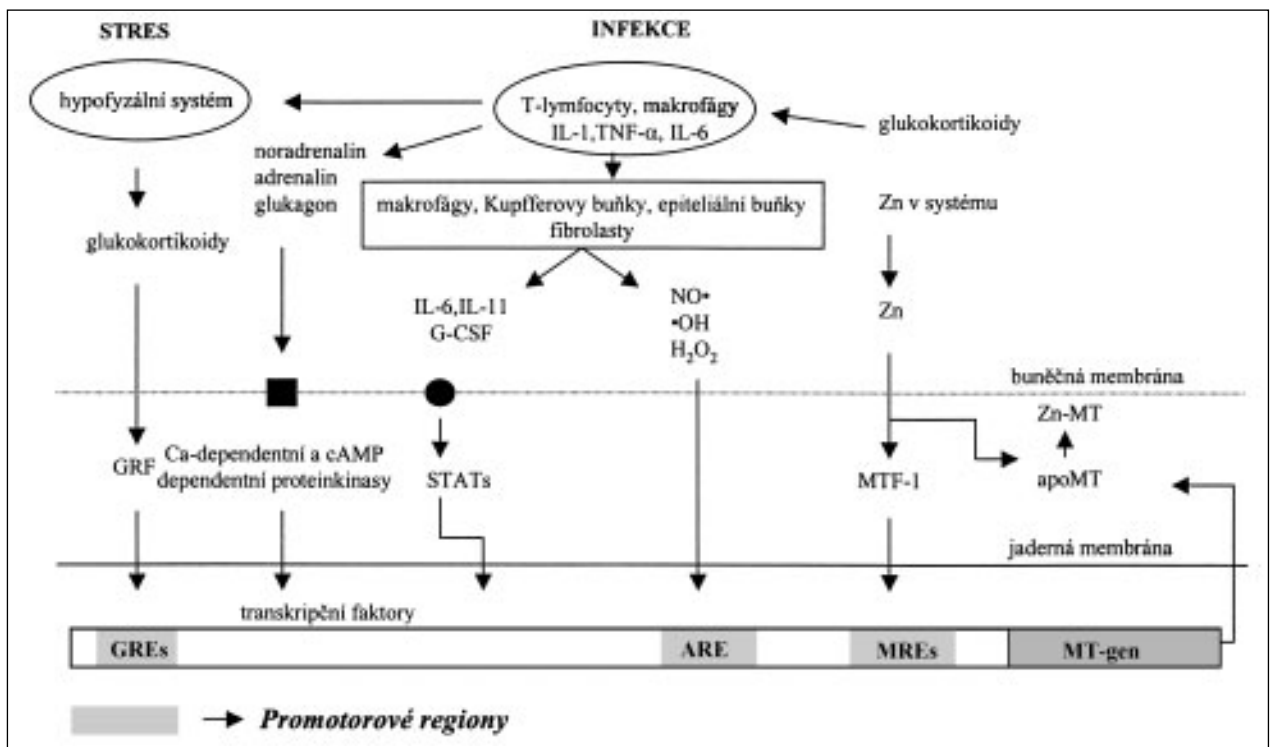 STRES
INFEKCE
hypofyzální systém
T-lymfocyty, makrofágy
IL-1,TNF-α, IL-6
glukokortikoidy
noradrenalin
adrenalin
glukagon
makrofágy, Kupfferovy buňky, epiteliální buňky
fibrolasty
Zn v systému
glukokortikoidy
IL-6,IL-11
G-CSF
NO•
•OH
H₂O₂
Zn
buněčná membrána
Zn-MT
GRF
Ca-dependentní a cAMP
dependentní proteinkasy
STATs
MTF-1
apoMT
jaderná membrána
transkripční faktory
GREs
ARE
MREs
MT-gen
Promotorové regiony